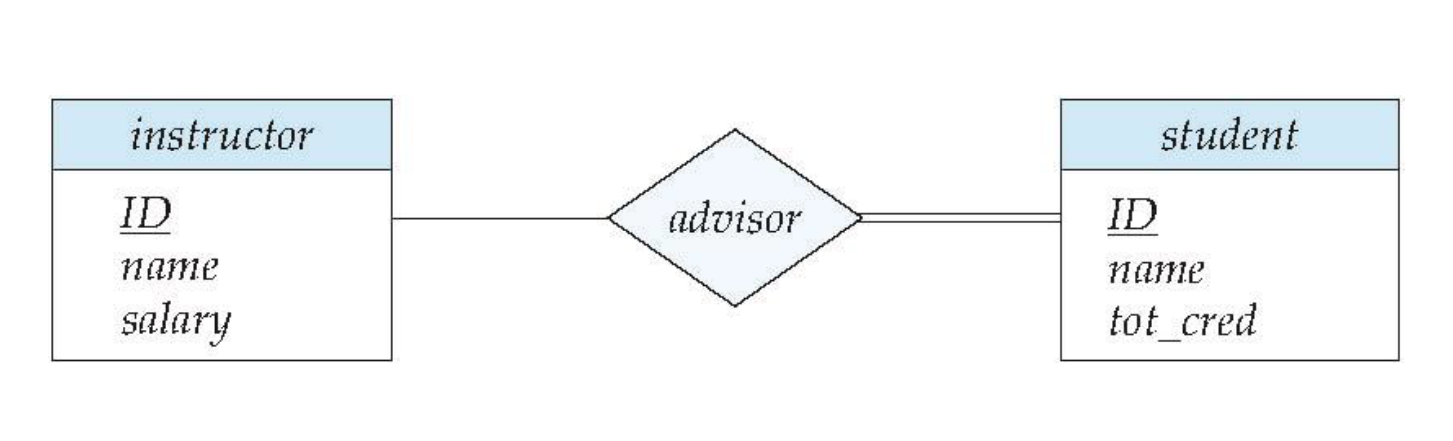 instructor
ID
name
salary
advisor
student
ID
name
tot_cred